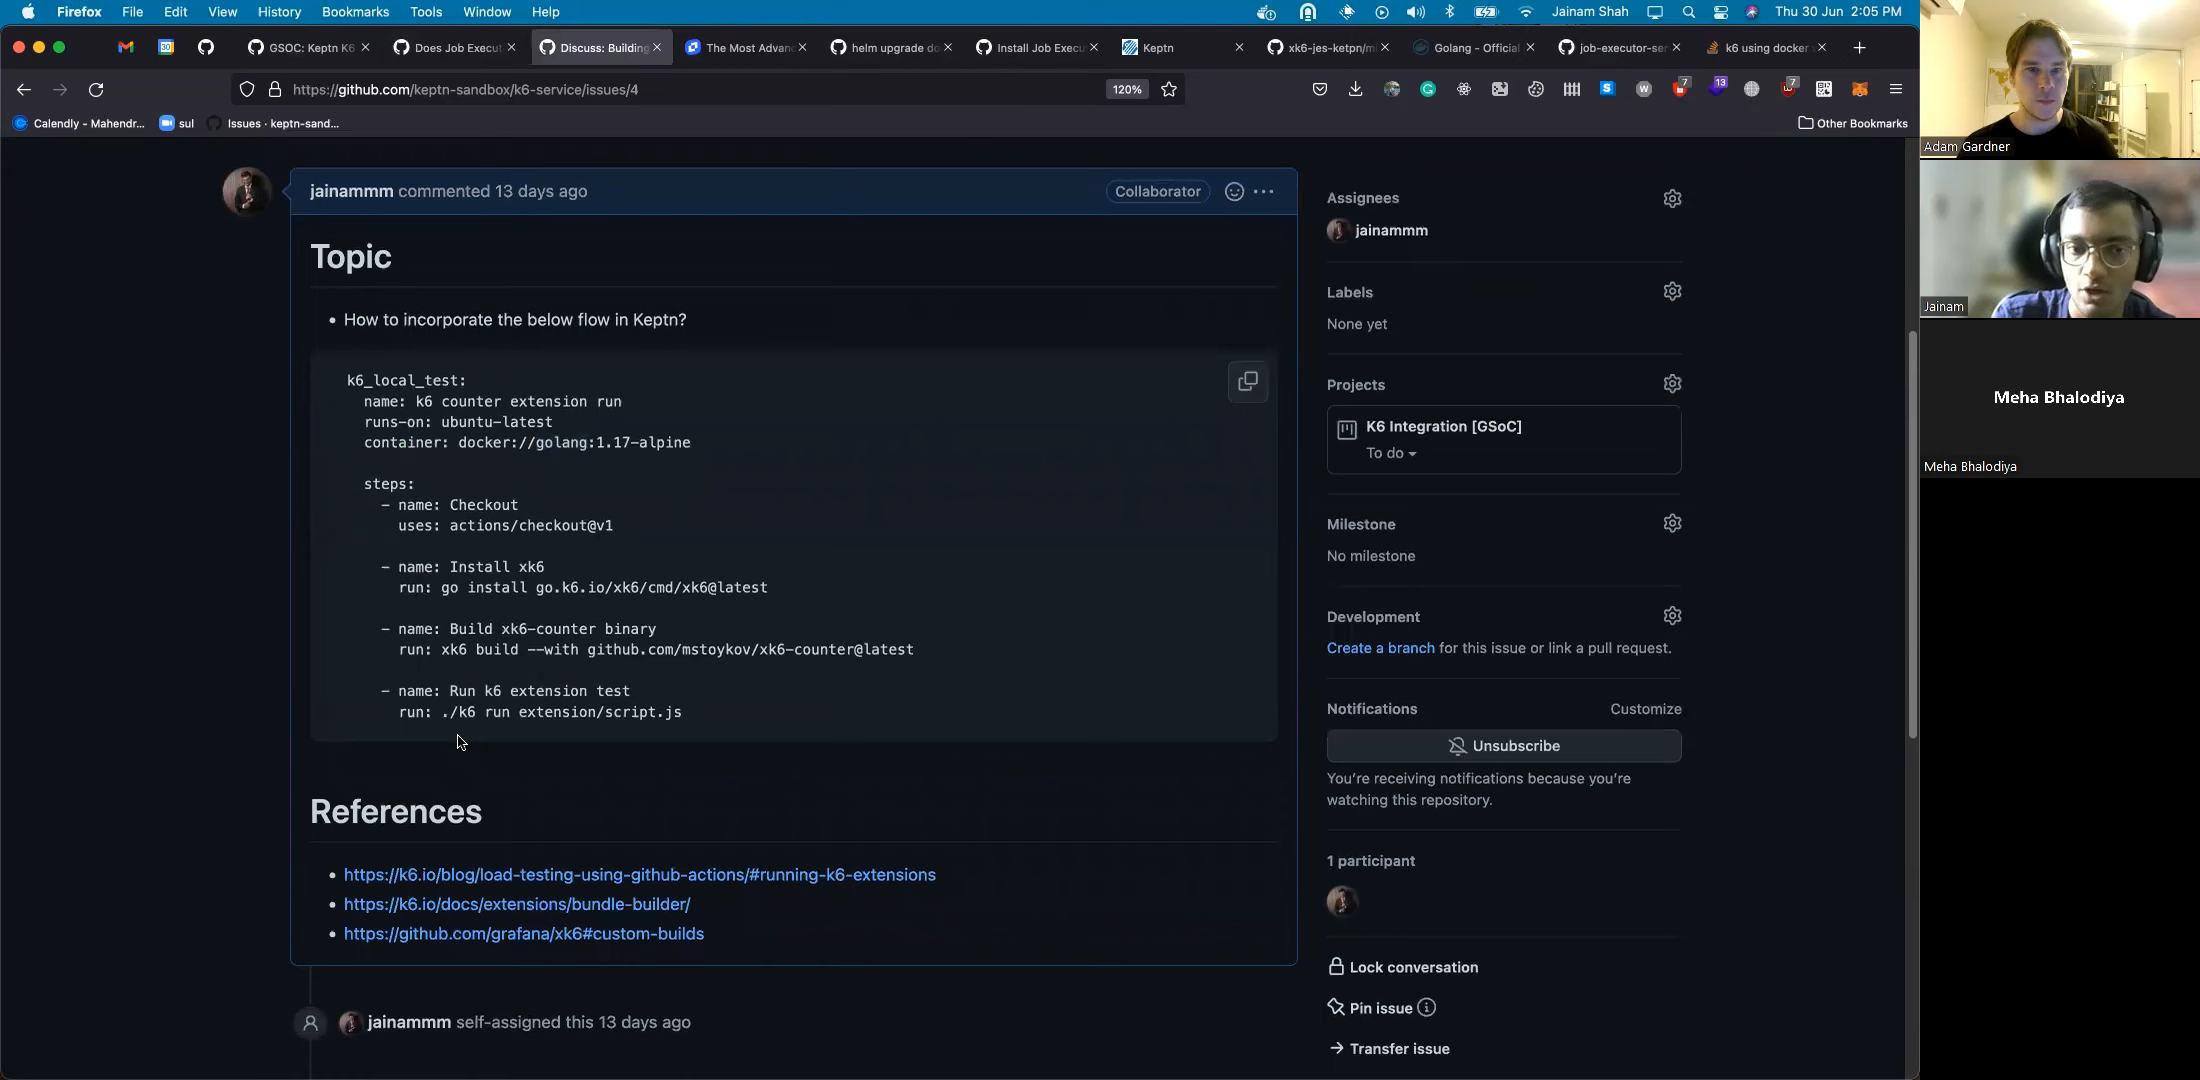 Firefox File Edit View History Bookmarks Tools Window Help
Jainam Shah Thu 30 Jun 2:05 PM
GSOC: Keptn K6
Does Job Execut
Discuss: Building
The Most Advanc
helm upgrade do
Install Job Execu
Keptn
xk6-jes-ketpn/mi
Golang - Official
job-executor-ser
k6 using docker
https://github.com/keptn-sandbox/k6-service/issues/4
120%
7
13
7
Calendly - Mahendr...
sul
Issues · keptn-sand...
Other Bookmarks
jainammm commented 13 days ago
Collaborator
Topic
How to incorporate the below flow in Keptn?
k6_local_test:
name: k6 counter extension run
runs-on: ubuntu-latest
container: docker://golang:1.17-alpine
steps:
- name: Checkout
uses: actions/checkout@v1
- name: Install xk6
run: go install go.k6.io/xk6/cmd/xk6@latest
- name: Build xk6-counter binary
run: xk6 build --with github.com/mstoykov/xk6-counter@latest
- name: Run k6 extension test
run: ./k6 run extension/script.js
References
https://k6.io/blog/load-testing-using-github-actions/#running-k6-extensions
https://k6.io/docs/extensions/bundle-builder/
https://github.com/grafana/xk6#custom-builds
jainammm self-assigned this 13 days ago
Assignees
jainammm
Labels
None yet
Projects
K6 Integration [GSoC]
To do
Milestone
No milestone
Development
Create a branch for this issue or link a pull request.
Notifications
Customize
Unsubscribe
You're receiving notifications because you're
watching this repository.
1 participant
Lock conversation
Pin issue
Transfer issue
Adam Gardner
Jainam
Meha Bhalodiya
Meha Bhalodiya